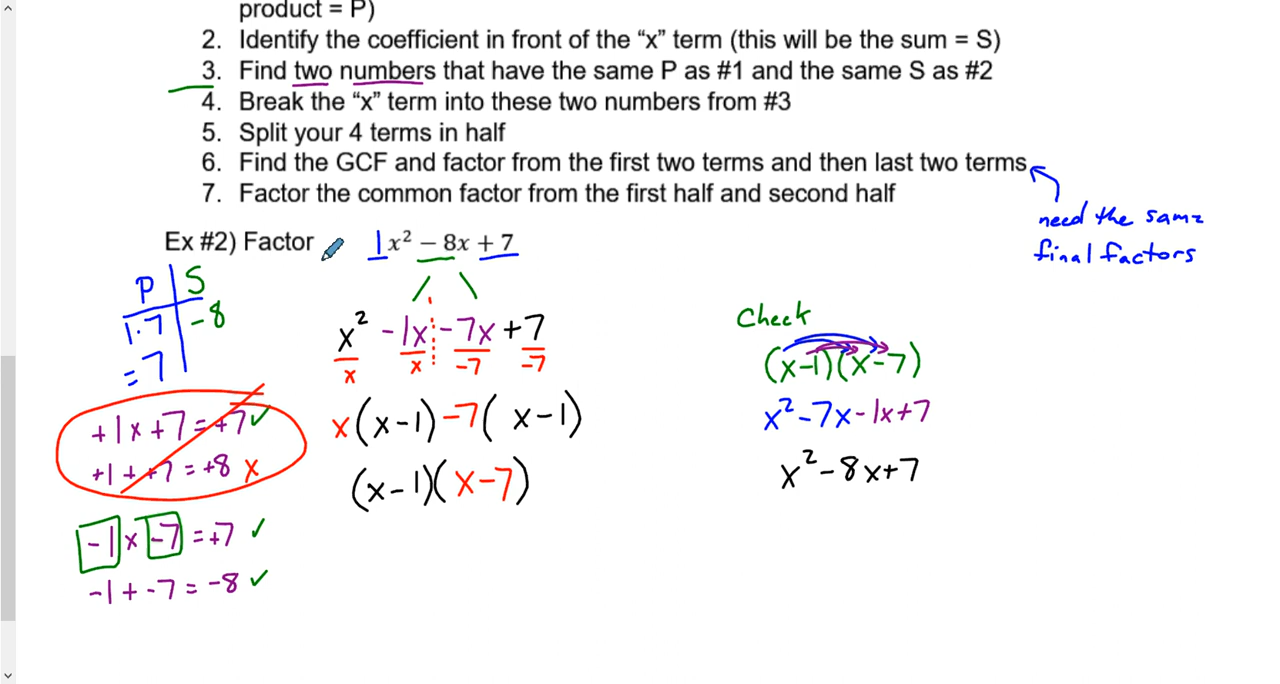 product = P)
2. Identify the coefficient in front of the “x” term (this will be the sum = S)
3. Find two numbers that have the same P as #1 and the same S as #2
4. Break the “x” term into these two numbers from #3
5. Split your 4 terms in half
6. Find the GCF and factor from the first two terms and then last two terms
7. Factor the common factor from the first half and second half
need the same
final factors
Ex #2) Factor 1x² − 8x + 7
P S
1·7 -8
= 7
+1 x +7 = +7 ✓
+1 + +7 = +8 x
-1 x -7 = +7 ✓
-1 + -7 = -8 ✓
x² -1x -7x +7
x x -7 -7
x(x-1) -7(x-1)
(x-1)(x-7)
Check
(x-1)(x-7)
x² -7x -1x +7
x² -8x +7